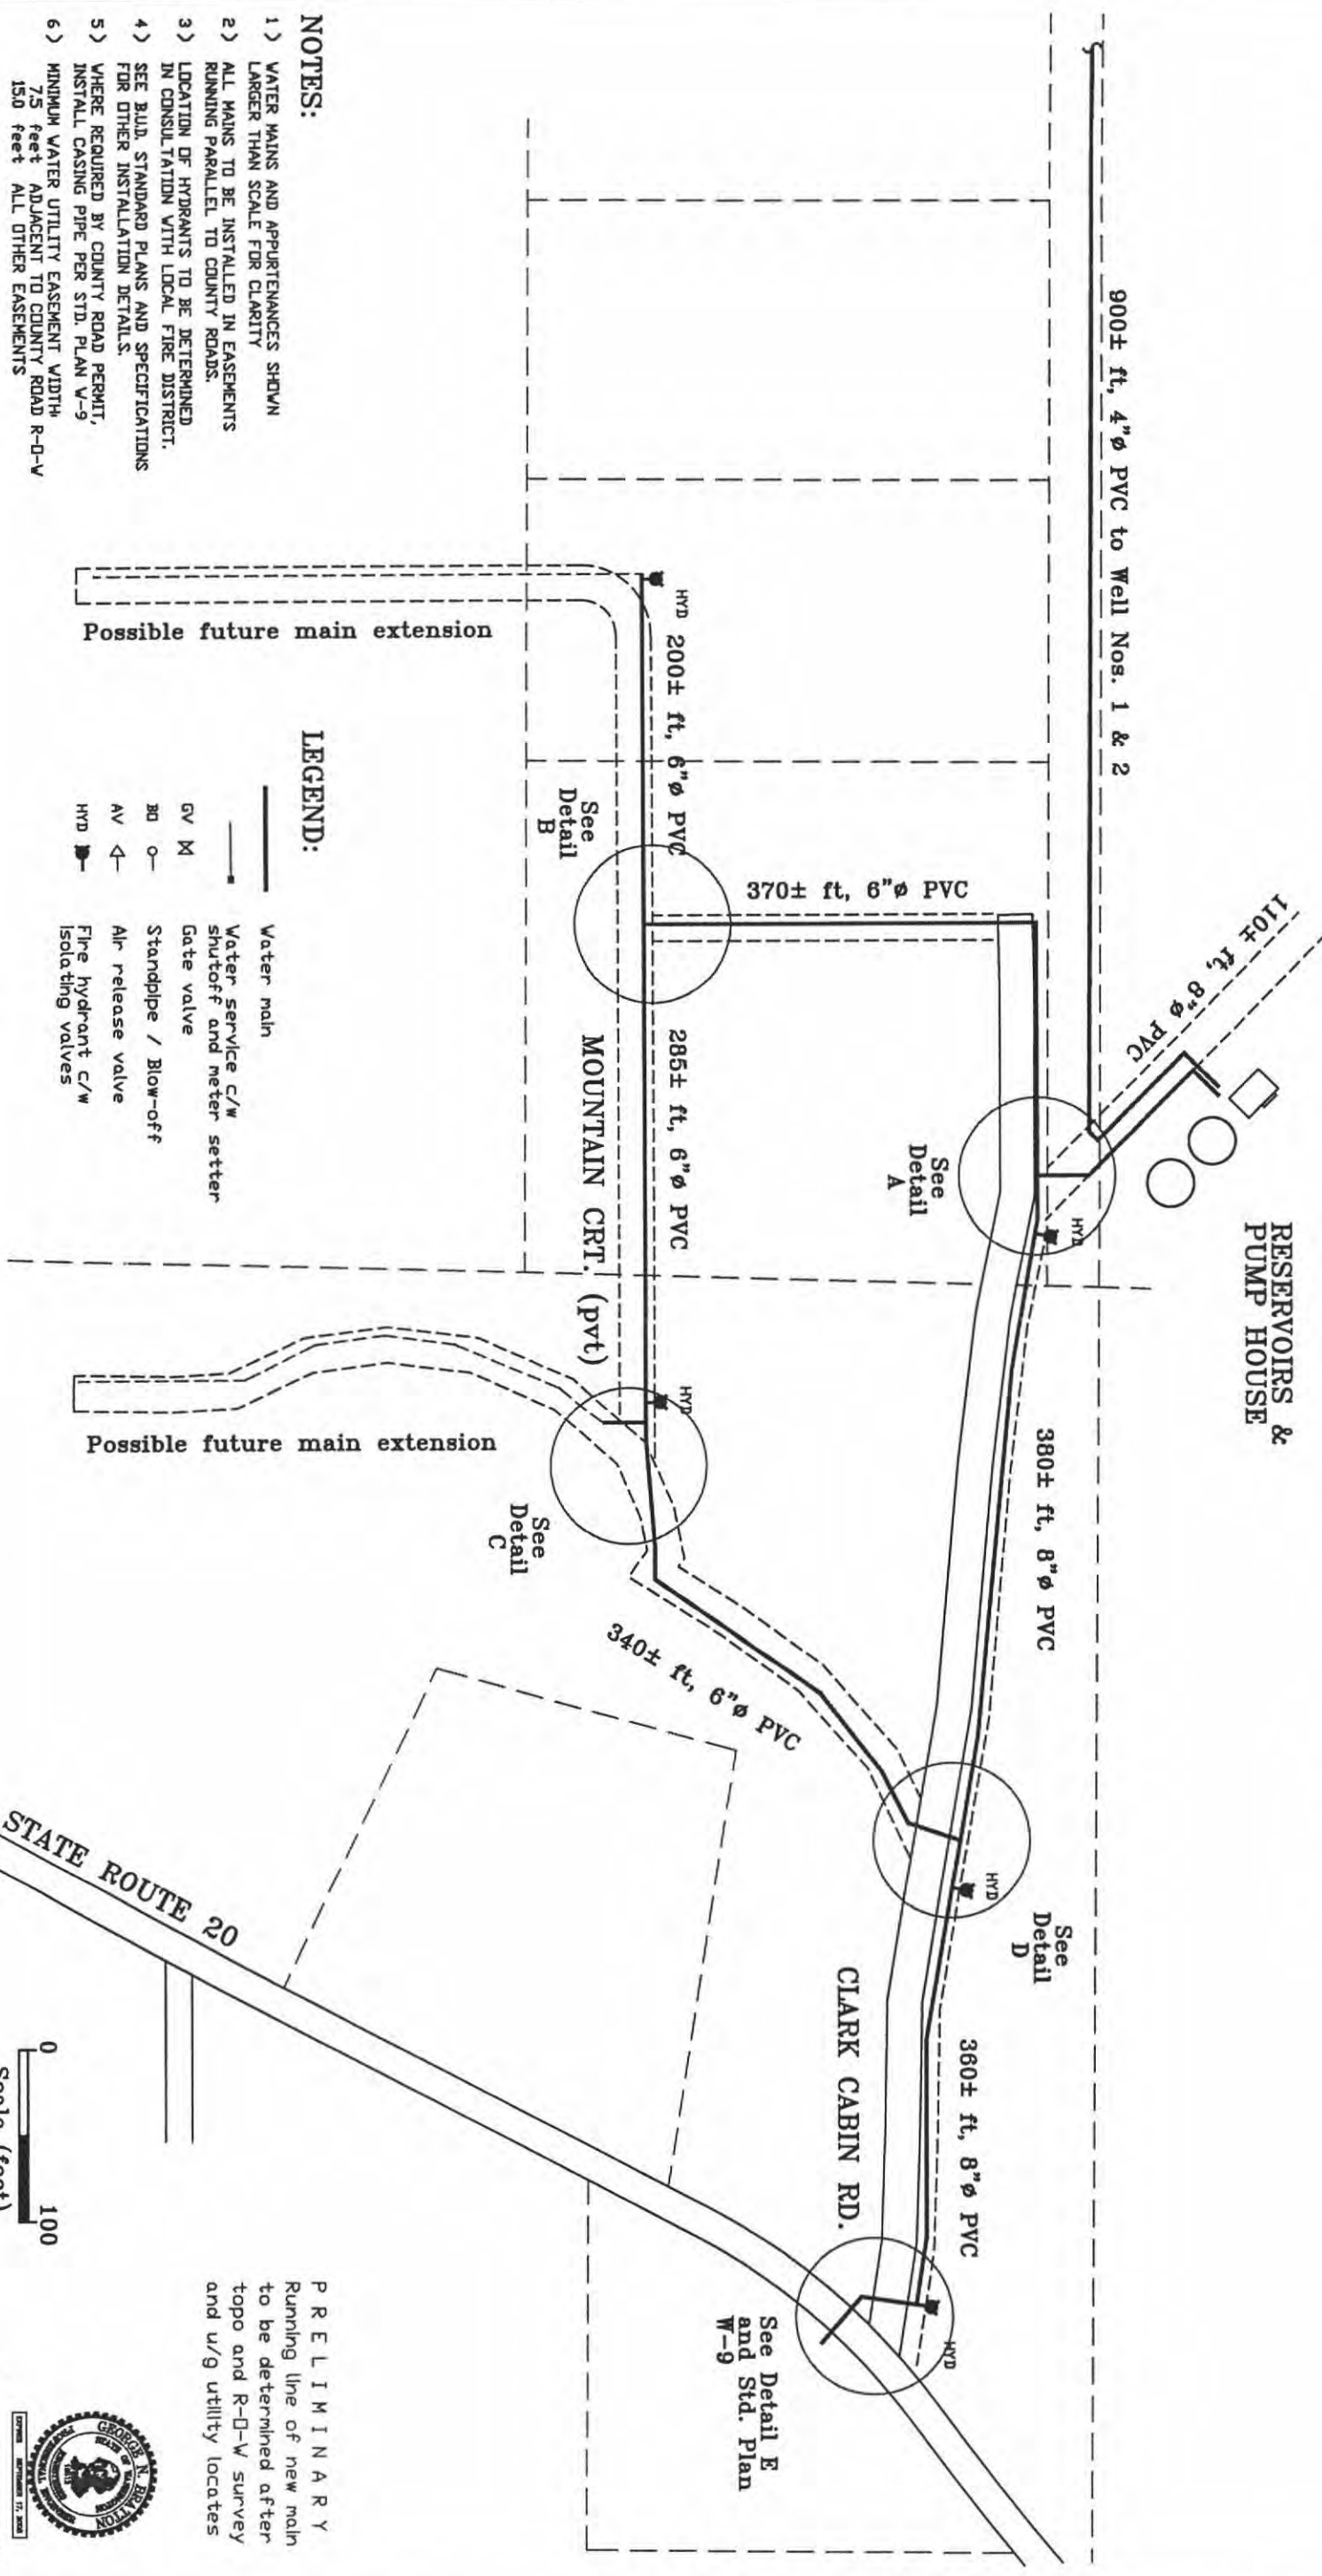 RESERVOIRS &
PUMP HOUSE
110± ft, 8"ø PVC
900± ft, 4"ø PVC to Well Nos. 1 & 2
See
Detail
A
HYD
380± ft, 8"ø PVC
370± ft, 6"ø PVC
HYD
200± ft, 6"ø PVC
See
Detail
B
285± ft, 6"ø PVC
MOUNTAIN CRT. (pvt)
HYD
See
Detail
C
340± ft, 6"ø PVC
HYD
See
Detail
D
CLARK CABIN RD.
360± ft, 8"ø PVC
HYD
See Detail E
and Std. Plan
W-9
Possible future main extension
Possible future main extension
STATE ROUTE 20
NOTES:
1) WATER MAINS AND APPURTENANCES SHOWN
LARGER THAN SCALE FOR CLARITY
2) ALL MAINS TO BE INSTALLED IN EASEMENTS
RUNNING PARALLEL TO COUNTY ROADS.
3) LOCATION OF HYDRANTS TO BE DETERMINED
IN CONSULTATION WITH LOCAL FIRE DISTRICT.
4) SEE B.U.D. STANDARD PLANS AND SPECIFICATIONS
FOR OTHER INSTALLATION DETAILS.
5) WHERE REQUIRED BY COUNTY ROAD PERMIT,
INSTALL CASING PIPE PER STD. PLAN W-9
6) MINIMUM WATER UTILITY EASEMENT WIDTH:
7.5 feet ADJACENT TO COUNTY ROAD R-O-W
15.0 feet ALL OTHER EASEMENTS
LEGEND:
Water main
Water service c/w
shutoff and meter setter
GV Gate valve
BO Standpipe / Blow-off
AV Air release valve
HYD Fire hydrant c/w
isolating valves
0 100
Scale (feet)
PRELIMINARY
Running line of new main
to be determined after
topo and R-O-W survey
and u/g utility locates
GEORGE N. BRATTON
STATE OF WASHINGTON